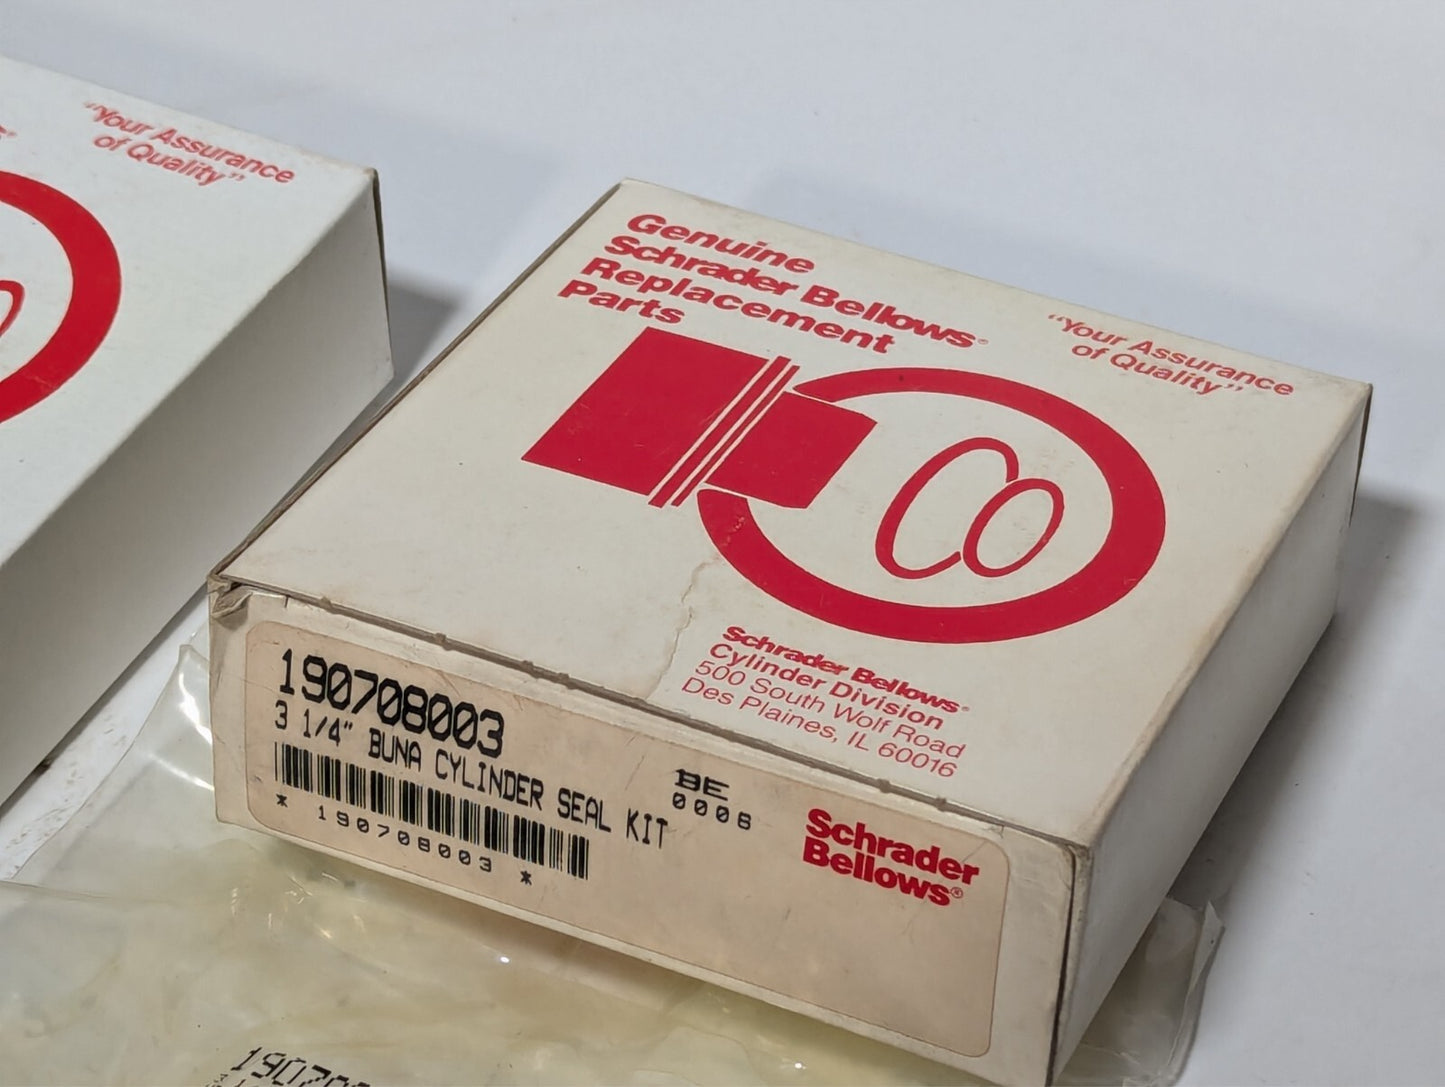 "Your Assurance
of Quality"
Genuine
Schrader Bellows®
Replacement
Parts
"Your Assurance
of Quality"
Co
Schrader Bellows®
Cylinder Division
500 South Wolf Road
Des Plaines, IL 60016
190708003
3 1/4" BUNA CYLINDER SEAL KIT
* 190708003 *
BE
0008
Schrader
Bellows®